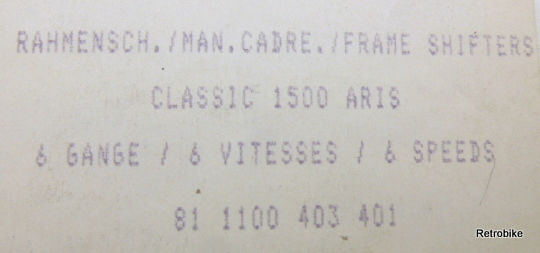 RAHMENSCH./MAN.CADRE./FRAME SHIFTERS
CLASSIC 1500 ARIS
6 GANGE / 6 VITESSES / 6 SPEEDS
81 1100 403 401
Retrobike